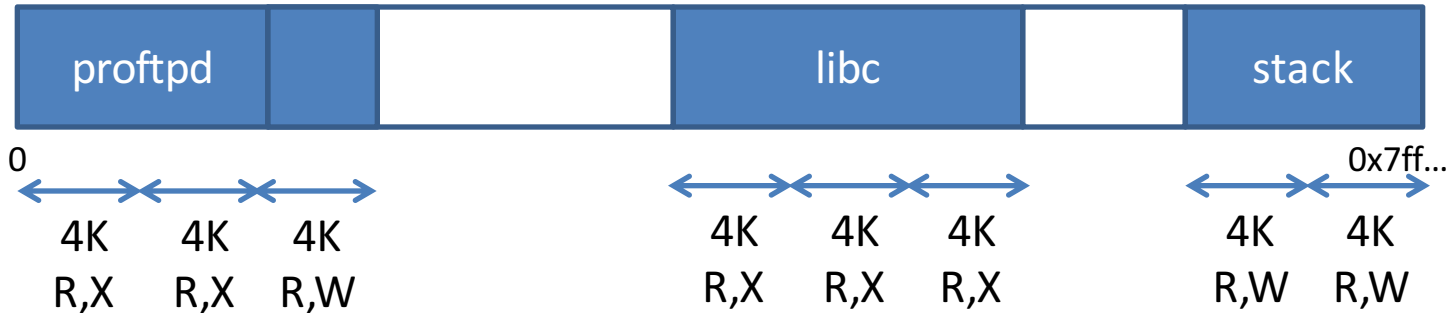 proftpd libc stack
0 0x7ff...
4K 4K 4K 4K 4K 4K 4K 4K
R,X R,X R,W R,X R,X R,X R,W R,W